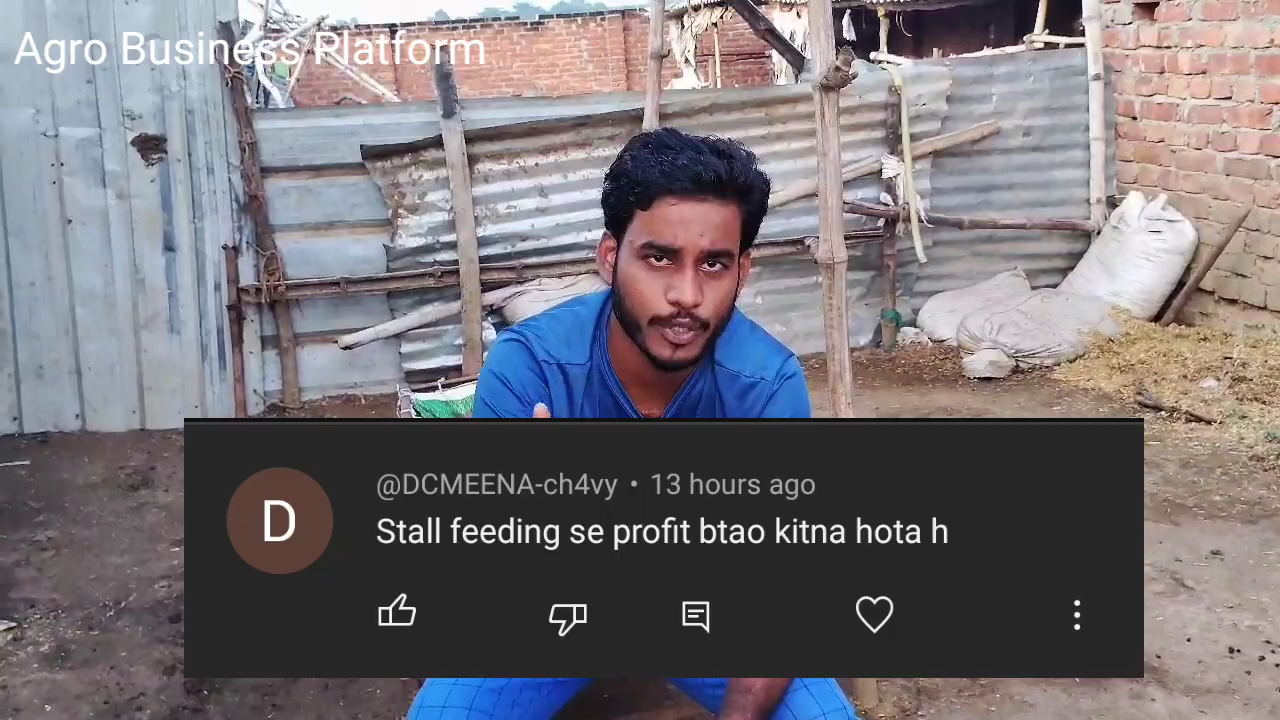 Agro Business Platform
D
@DCMEENA-ch4vy • 13 hours ago
Stall feeding se profit btao kitna hota h